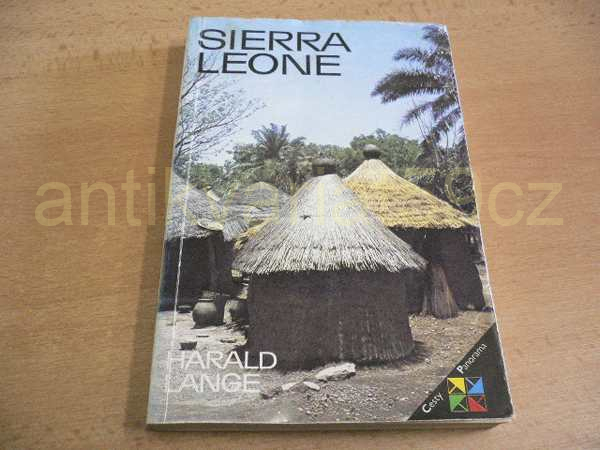 SIERRA
LEONE
HARALD
LANGE
Cesty
Panorama